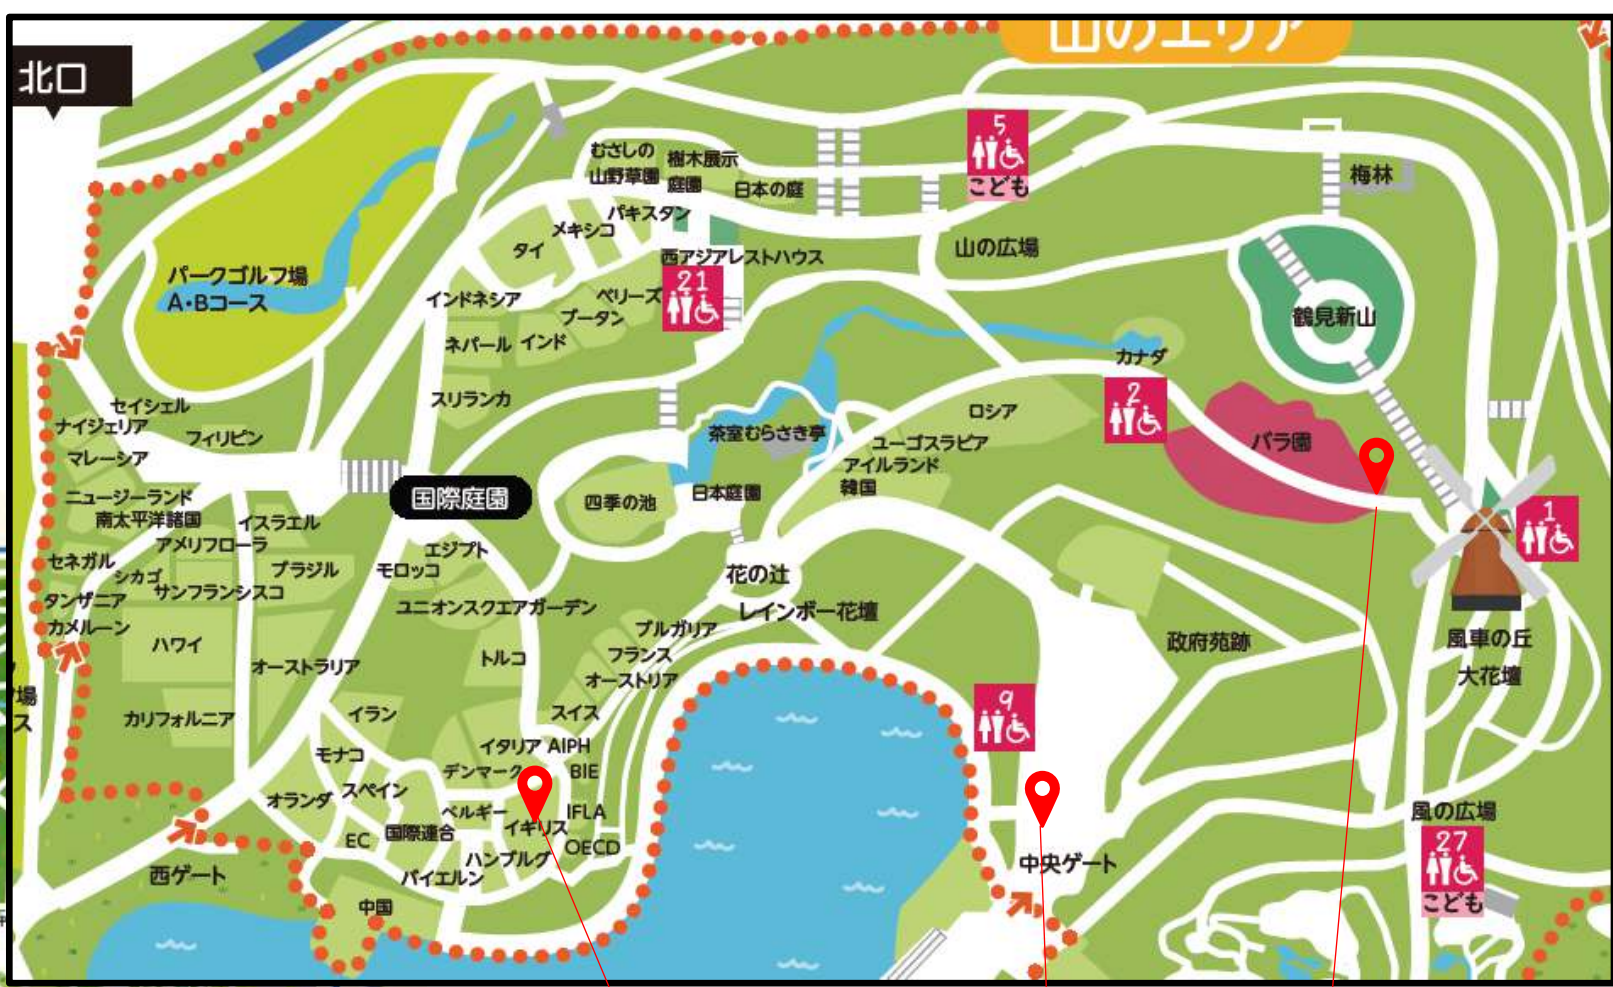 山のエリア
北口
5
こども
むさしの
山野草園
樹木展示
庭園
日本の庭
梅林
パキスタン
メキシコ
タイ
西アジアレストハウス
山の広場
21
パークゴルフ場
A・Bコース
インドネシア
ベリーズ
ブータン
鶴見新山
ネパール
インド
カナダ
2
スリランカ
ロシア
セイシェル
ナイジェリア
フィリピン
茶室むらさき亭
ユーゴスラビア
バラ園
マレーシア
アイルランド
韓国
ニュージーランド
国際庭園
四季の池
日本庭園
南太平洋諸国
イスラエル
1
アメリフローラ
エジプト
セネガル
シカゴ
ブラジル
モロッコ
花の辻
サンフランシスコ
タンザニア
ユニオンスクエアガーデン
レインボー花壇
カメルーン
ブルガリア
ハワイ
政府苑跡
風車の丘
大花壇
オーストラリア
トルコ
フランス
オーストリア
場
ス
カリフォルニア
イラン
スイス
9
モナコ
イタリア
AIPH
デンマーク
BIE
オランダ
スペイン
ベルギー
IFLA
風の広場
EC
国際連合
イギリス
OECD
27
こども
西ゲート
ハンブルグ
バイエルン
中央ゲート
中国